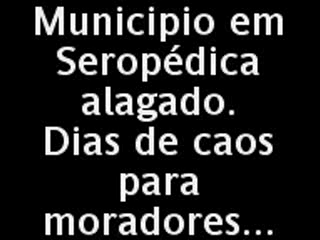 Municipio em
Seropédica
alagado.
Dias de caos
para
moradores...